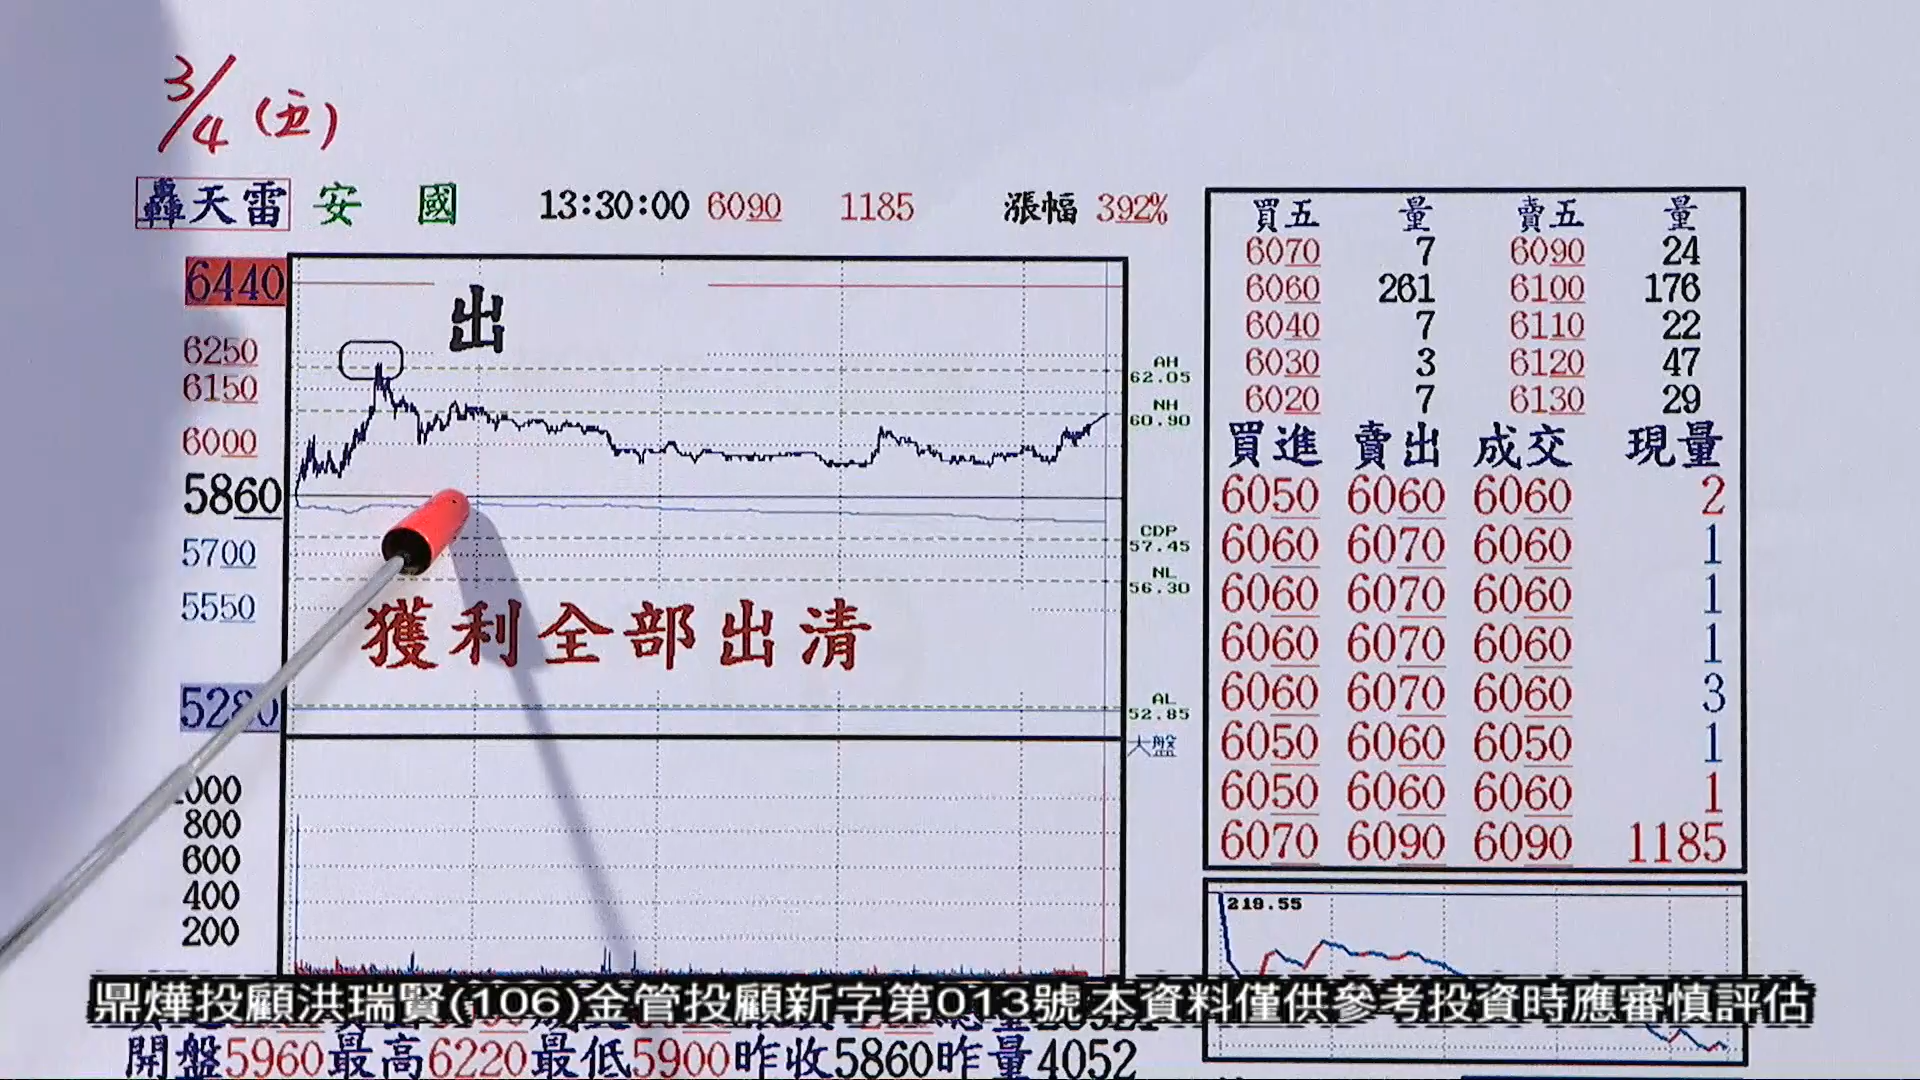 3/4 (五)
轟天雷 安 國 13:30:00 6090 1185 漲幅 392%
6440
6250
6150
6000
5860
5700
5550
5280
出
獲利全部出清
AH
62.05
NH
60.90
CDP
57.45
NL
56.30
AL
52.85
大盤
800
600
400
200
買五 量 賣五 量
6070 7 6090 24
6060 261 6100 176
6040 7 6110 22
6030 3 6120 47
6020 7 6130 29
買進 賣出 成交 現量
6050 6060 6060 2
6060 6070 6060 1
6060 6070 6060 1
6060 6070 6060 1
6060 6070 6060 3
6050 6060 6050 1
6050 6060 6060 1
6070 6090 6090 1185
219.55
鼎燁投顧洪瑞賢(106)金管投顧新字第013號本資料僅供參考投資時應審慎評估
開盤5960最高6220最低5900昨收5860昨量4052